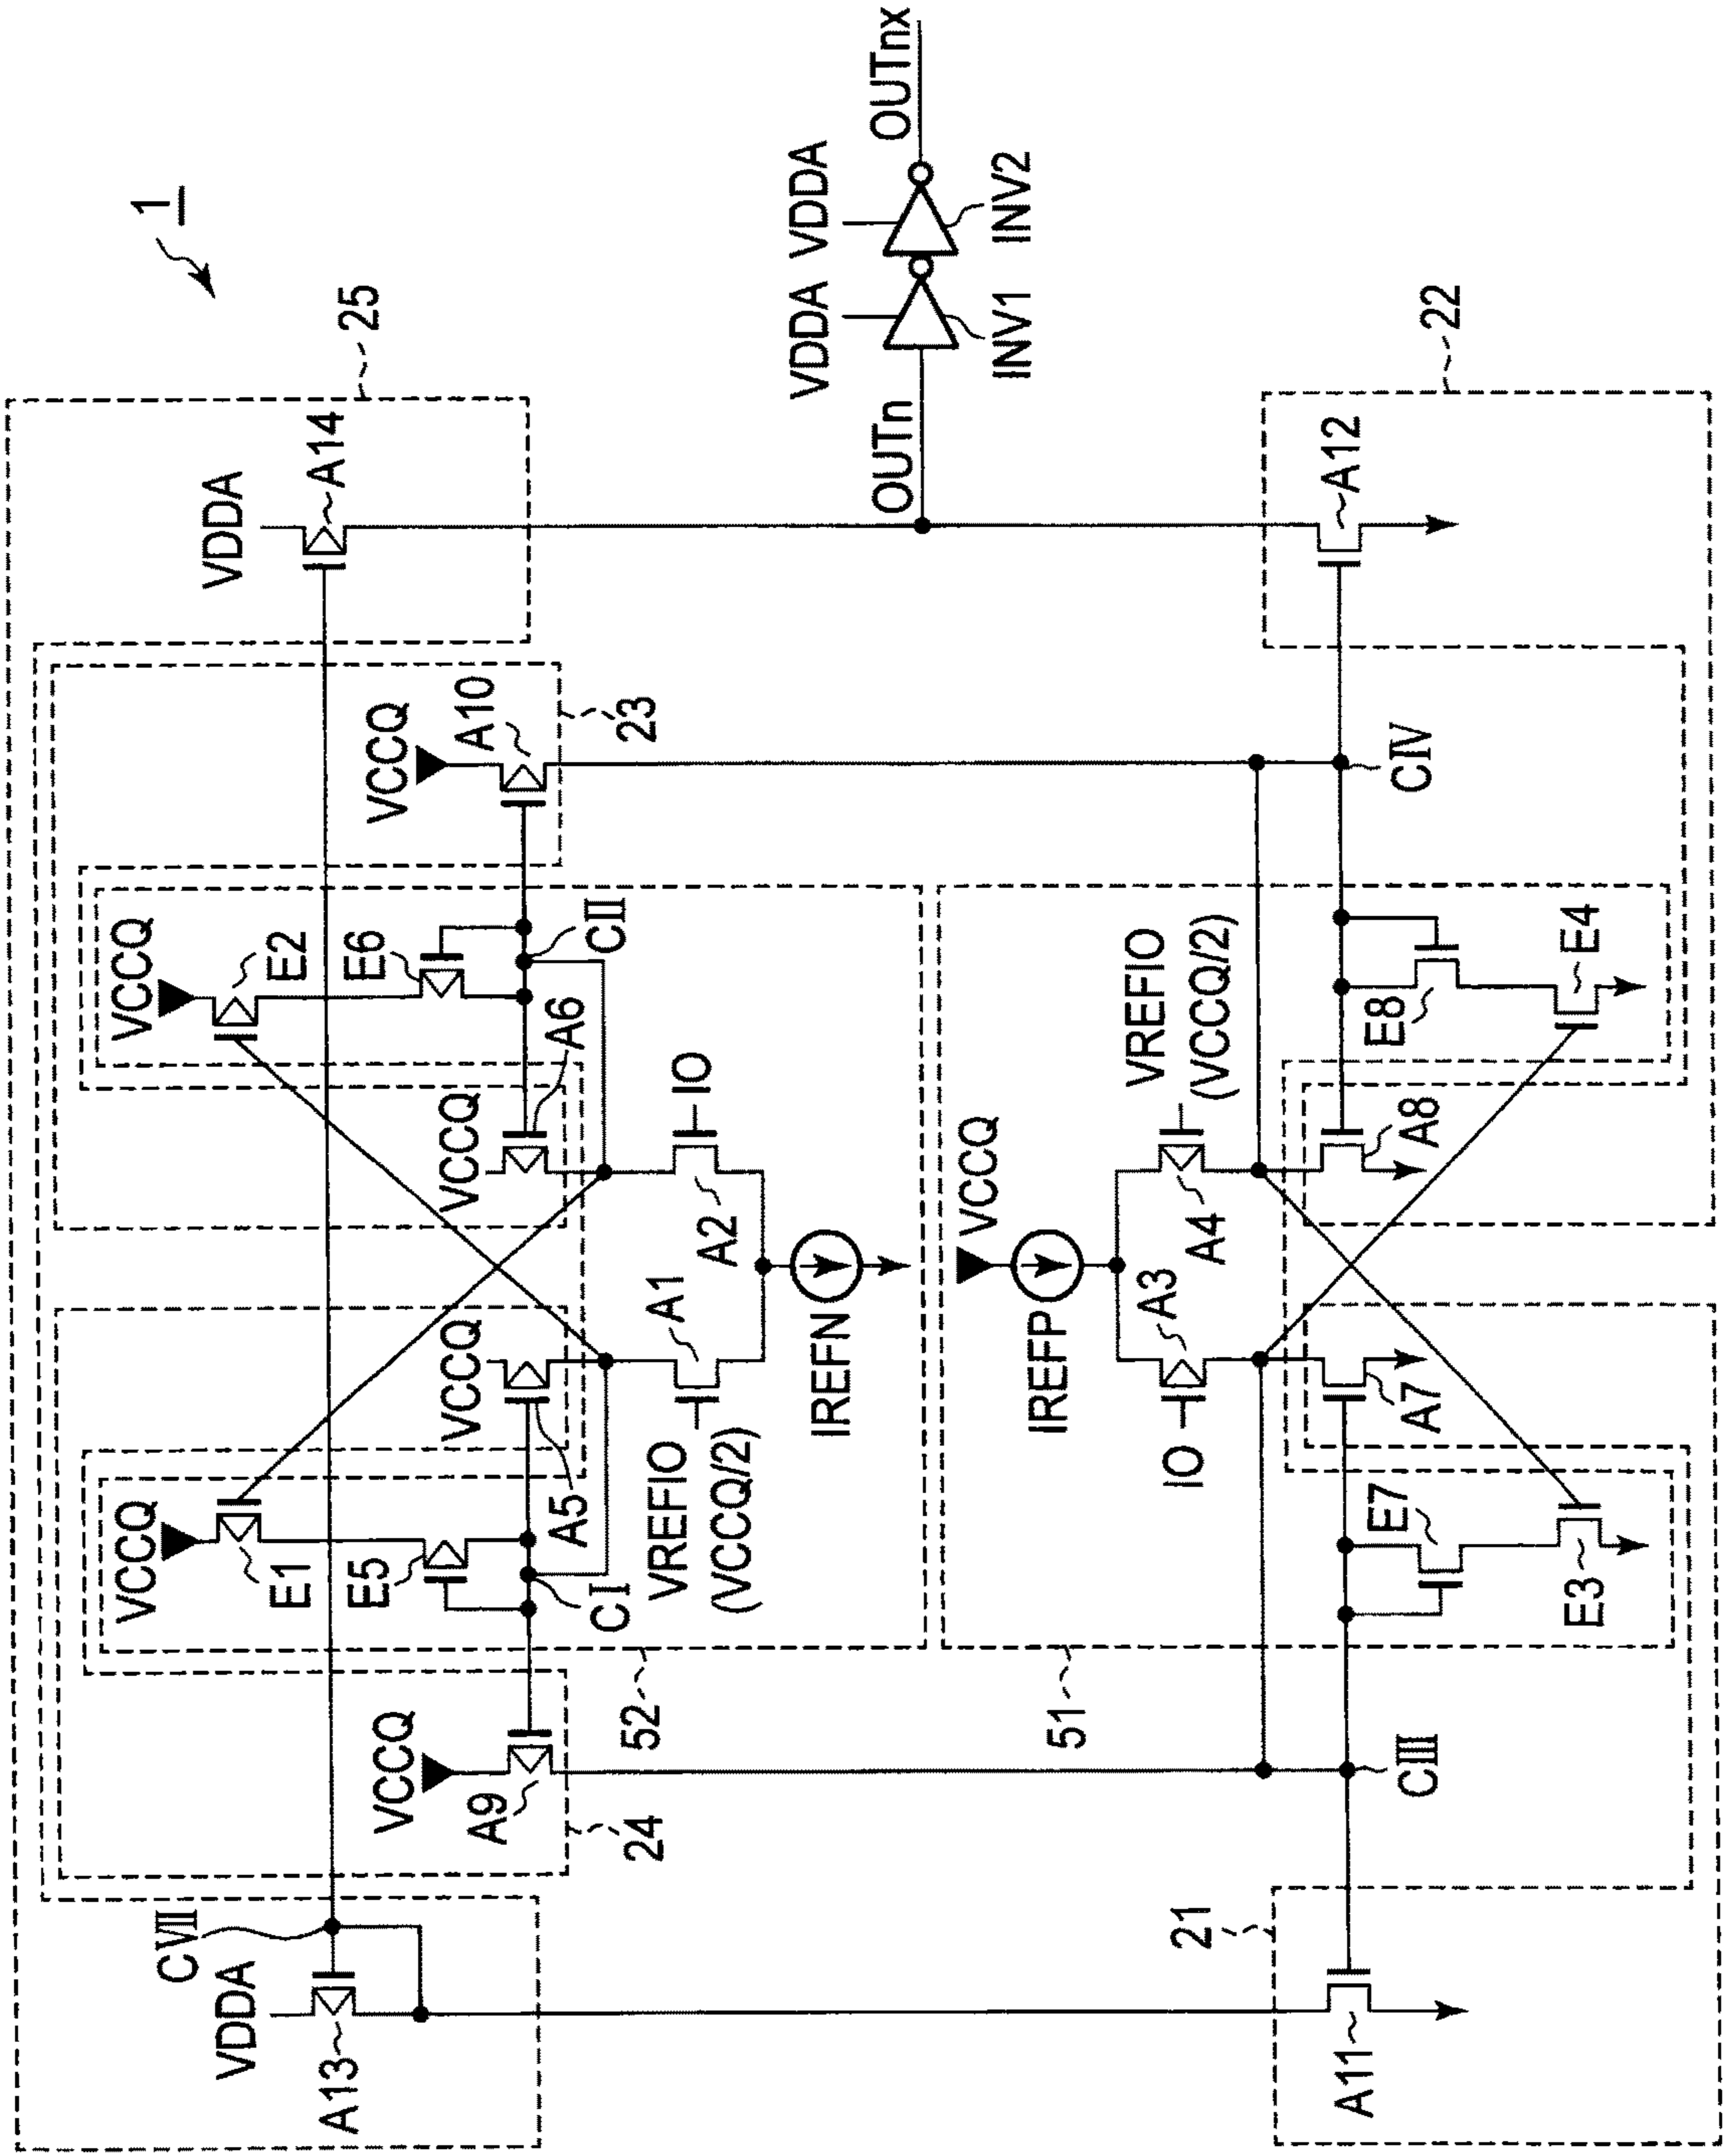 1
25
VDDA
A14
VDDA
VDDA
OUTn
OUTnx
INV1
INV2
22
A12
VCCQ
A10
23
VCCQ
E2
E6
CⅡ
VCCQ
A6
IO
A2
CⅣ
VREFIO
(VCCQ/2)
E8
E4
A8
A4
VCCQ
IREFN
IREFP
A1
A3
VCCQ
A5
VREFIO
(VCCQ/2)
IO
A7
VCCQ
E1
E5
CⅠ
E7
E3
52
51
VCCQ
A9
24
CⅢ
CⅦ
VDDA
A13
21
A11